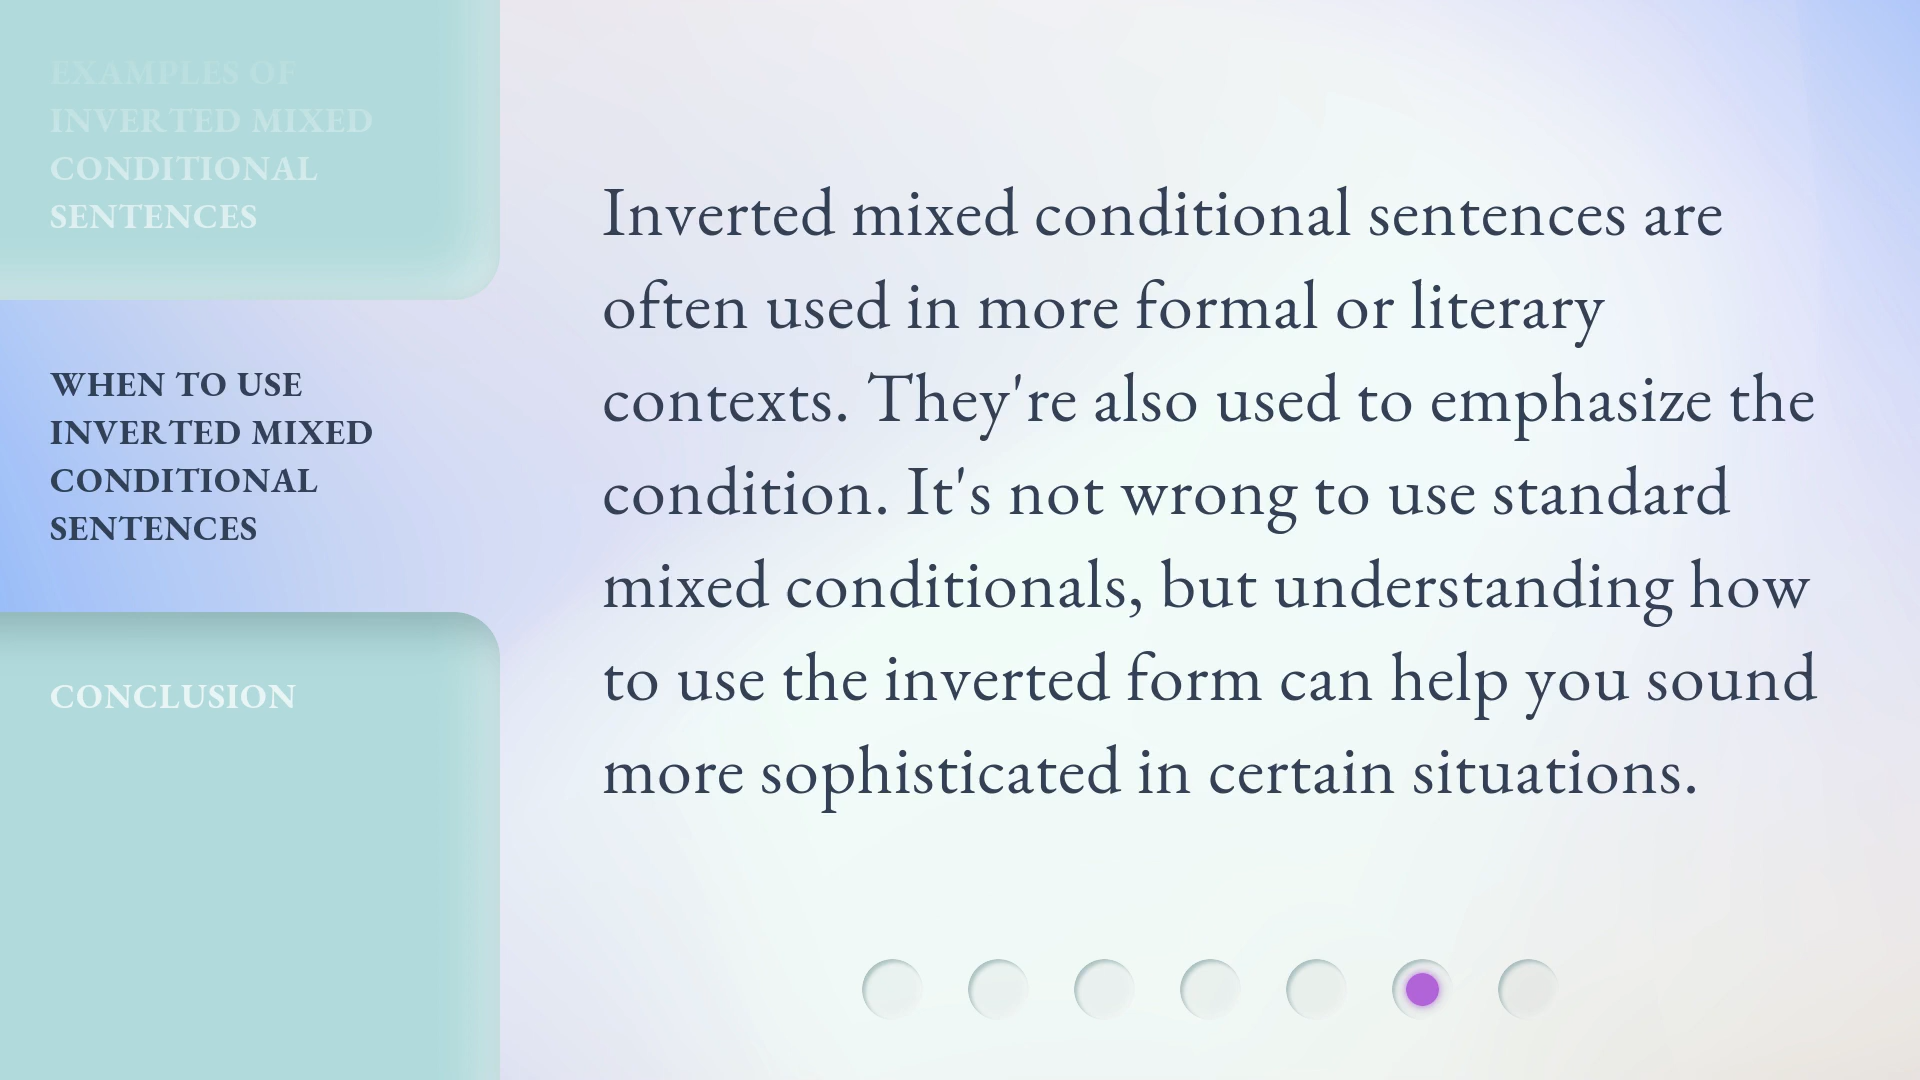 EXAMPLES OF
INVERTED MIXED
CONDITIONAL
SENTENCES
WHEN TO USE
INVERTED MIXED
CONDITIONAL
SENTENCES
CONCLUSION
Inverted mixed conditional sentences are
often used in more formal or literary
contexts. They're also used to emphasize the
condition. It's not wrong to use standard
mixed conditionals, but understanding how
to use the inverted form can help you sound
more sophisticated in certain situations.